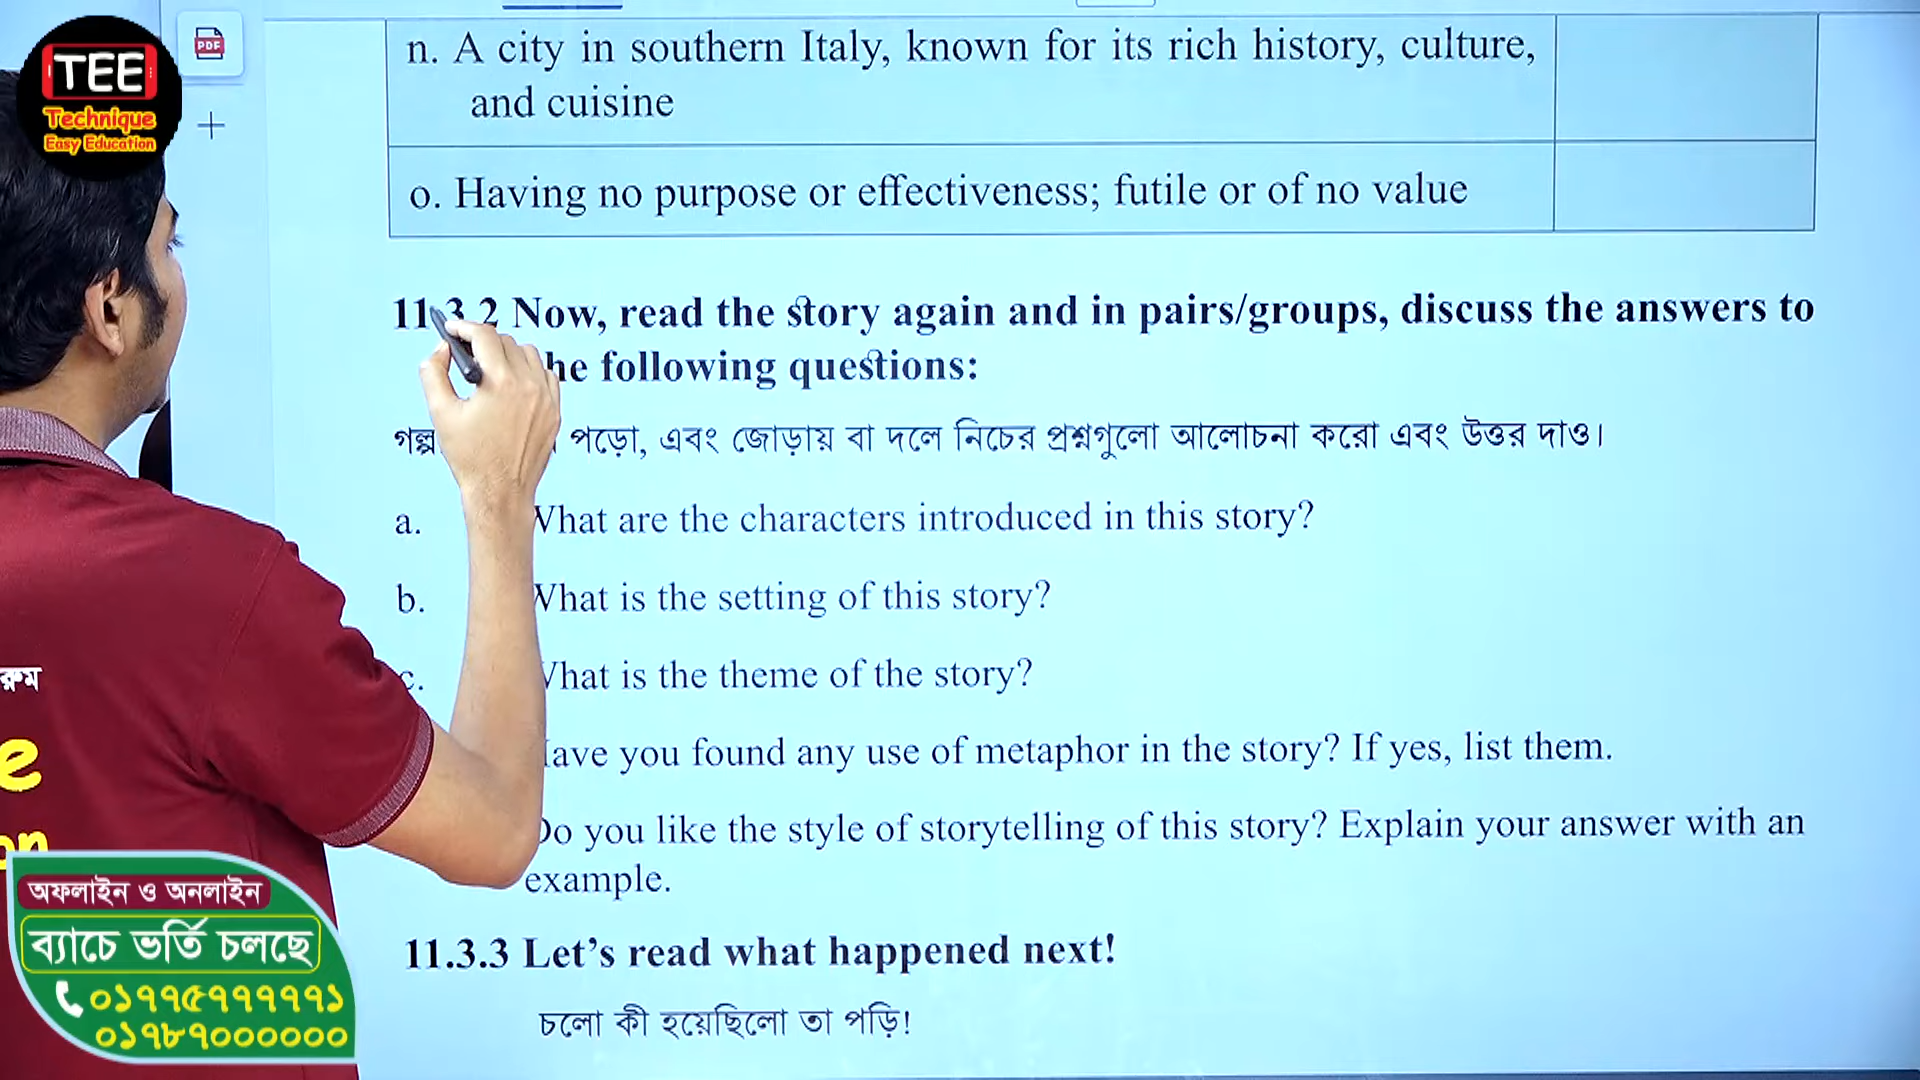 TEE
Technique
Easy Education
PDF
n. A city in southern Italy, known for its rich history, culture,
and cuisine
o. Having no purpose or effectiveness; futile or of no value
11.3.2 Now, read the story again and in pairs/groups, discuss the answers to
he following questions:
গল্প পড়ো, এবং জোড়ায় বা দলে নিচের প্রশ্নগুলো আলোচনা করো এবং উত্তর দাও।
a. What are the characters introduced in this story?
b. What is the setting of this story?
c. What is the theme of the story?
Have you found any use of metaphor in the story? If yes, list them.
Do you like the style of storytelling of this story? Explain your answer with an
example.
11.3.3 Let's read what happened next!
চলো কী হয়েছিলো তা পড়ি!
রুম
e
on
অফলাইন ও অনলাইন
ব্যাচে ভর্তি চলছে
০১৭৭৫৭৭৭৭৭১
০১৭৮৭০০০০০০